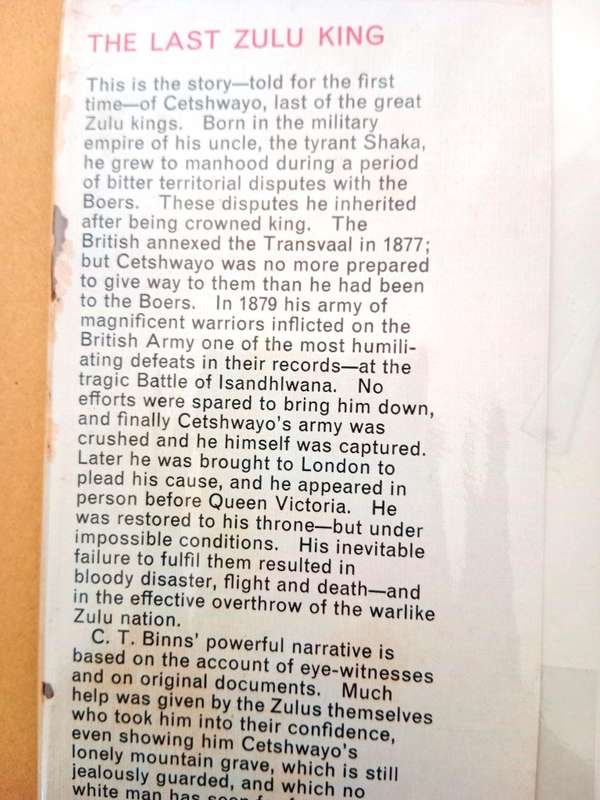 THE LAST ZULU KING
This is the story—told for the first
time—of Cetshwayo, last of the great
Zulu kings. Born in the military
empire of his uncle, the tyrant Shaka,
he grew to manhood during a period
of bitter territorial disputes with the
Boers. These disputes he inherited
after being crowned king. The
British annexed the Transvaal in 1877;
but Cetshwayo was no more prepared
to give way to them than he had been
to the Boers. In 1879 his army of
magnificent warriors inflicted on the
British Army one of the most humili-
ating defeats in their records—at the
tragic Battle of Isandhlwana. No
efforts were spared to bring him down,
and finally Cetshwayo's army was
crushed and he himself was captured.
Later he was brought to London to
plead his cause, and he appeared in
person before Queen Victoria. He
was restored to his throne—but under
impossible conditions. His inevitable
failure to fulfil them resulted in
bloody disaster, flight and death—and
in the effective overthrow of the warlike
Zulu nation.
C. T. Binns' powerful narrative is
based on the account of eye-witnesses
and on original documents. Much
help was given by the Zulus themselves
who took him into their confidence,
even showing him Cetshwayo's
lonely mountain grave, which is still
jealously guarded, and which no
white man has seen